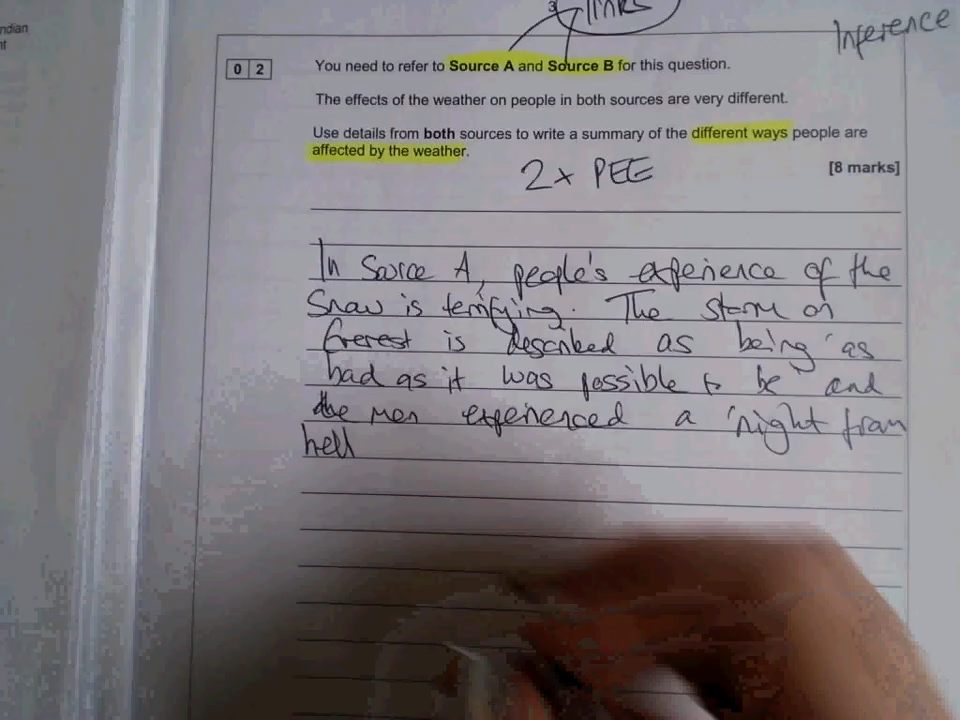 ndian
nt
links
Inference
0 2
You need to refer to Source A and Source B for this question.
The effects of the weather on people in both sources are very different.
Use details from both sources to write a summary of the different ways people are
affected by the weather.
[8 marks]
2x PEE
In Source A, people's experience of the
Snow is terrifying. The storm on
Everest is described as being 'as
bad as it was possible to be' and
the men experienced a 'night from
hell